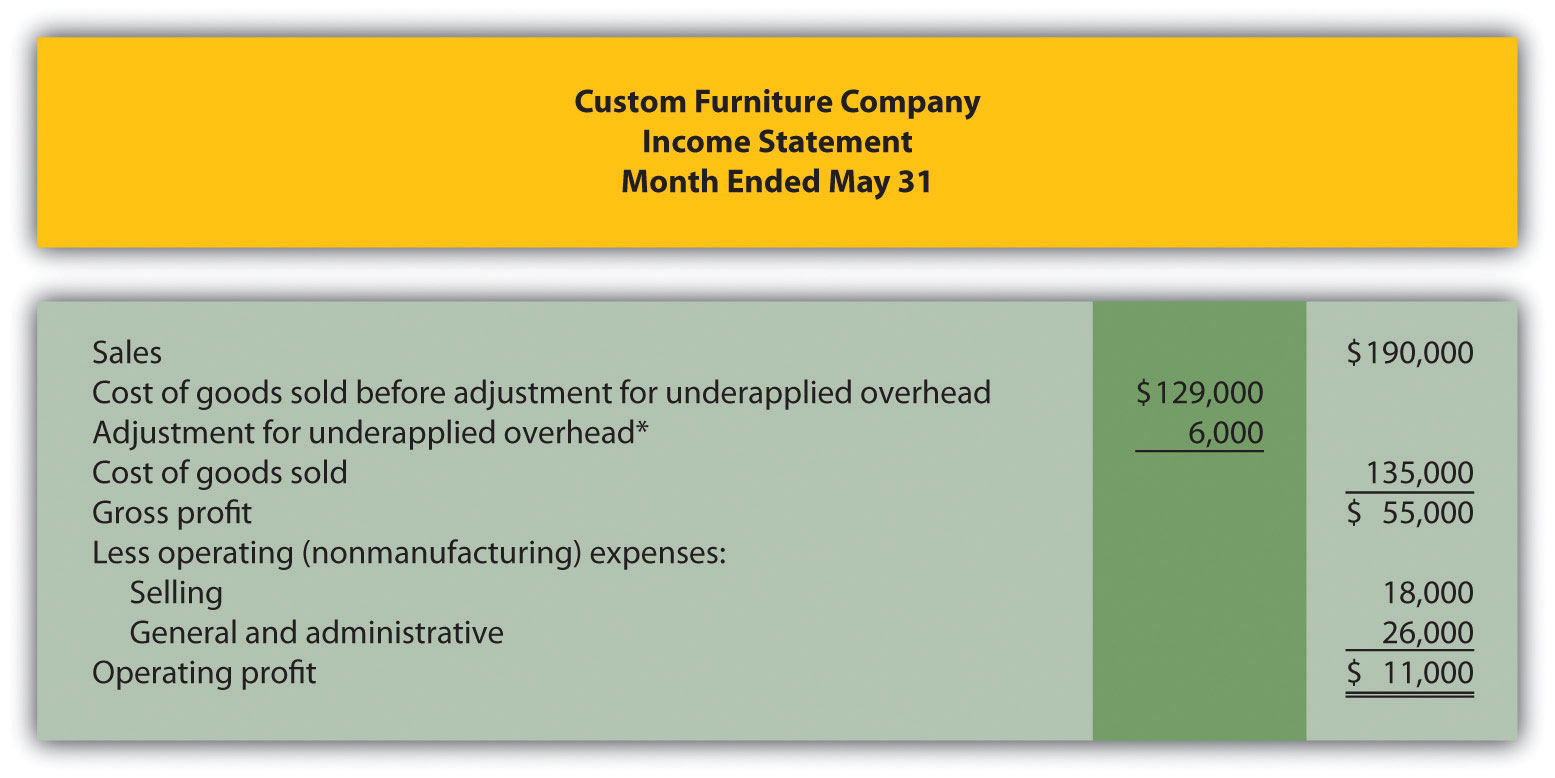 Custom Furniture Company
Income Statement
Month Ended May 31
Sales $190,000
Cost of goods sold before adjustment for underapplied overhead $129,000
Adjustment for underapplied overhead* 6,000
Cost of goods sold 135,000
Gross profit $ 55,000
Less operating (nonmanufacturing) expenses:
Selling 18,000
General and administrative 26,000
Operating profit $ 11,000